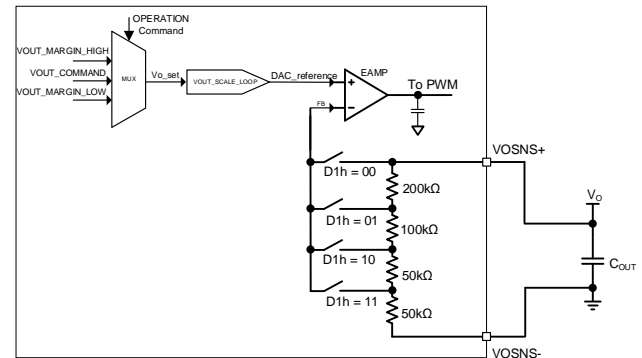 OPERATION
Command
VOUT_MARGIN_HIGH
VOUT_COMMAND
VOUT_MARGIN_LOW
MUX
Vo_set
VOUT_SCALE_LOOP
DAC_reference
EAMP
+
−
FB
To PWM
VOSNS+
D1h = 00
200kΩ
D1h = 01
100kΩ
D1h = 10
50kΩ
D1h = 11
50kΩ
VO
COUT
VOSNS-